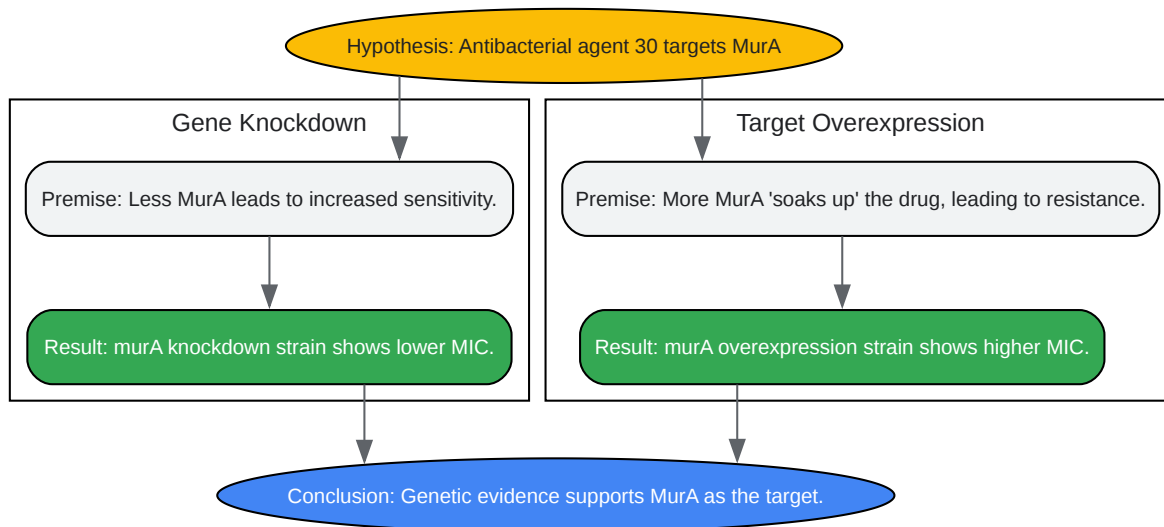 Hypothesis: Antibacterial agent 30 targets MurA
Gene Knockdown
Premise: Less MurA leads to increased sensitivity.
Result: murA knockdown strain shows lower MIC.
Target Overexpression
Premise: More MurA 'soaks up' the drug, leading to resistance.
Result: murA overexpression strain shows higher MIC.
Conclusion: Genetic evidence supports MurA as the target.